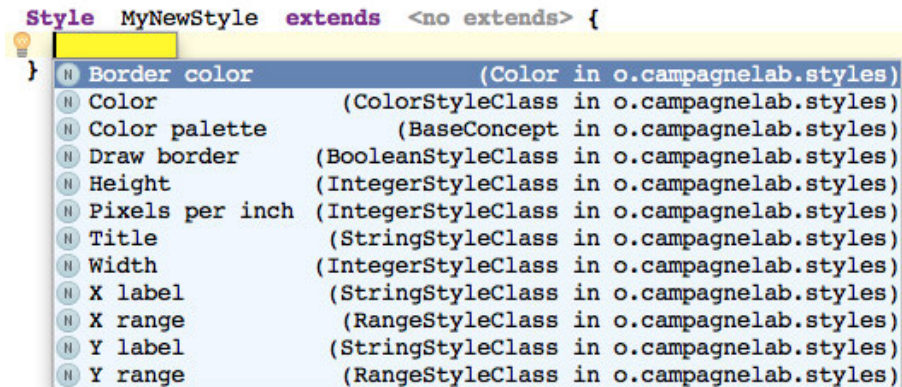 Style MyNewStyle extends <no extends> {
}
N Border color (Color in o.campagnelab.styles)
N Color (ColorStyleClass in o.campagnelab.styles)
N Color palette (BaseConcept in o.campagnelab.styles)
N Draw border (BooleanStyleClass in o.campagnelab.styles)
N Height (IntegerStyleClass in o.campagnelab.styles)
N Pixels per inch (IntegerStyleClass in o.campagnelab.styles)
N Title (StringStyleClass in o.campagnelab.styles)
N Width (IntegerStyleClass in o.campagnelab.styles)
N X label (StringStyleClass in o.campagnelab.styles)
N X range (RangeStyleClass in o.campagnelab.styles)
N Y label (StringStyleClass in o.campagnelab.styles)
N Y range (RangeStyleClass in o.campagnelab.styles)